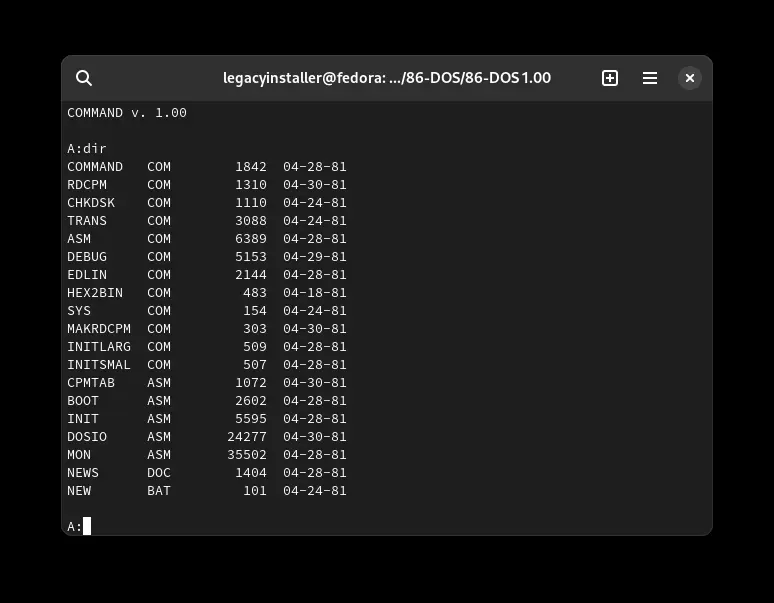 legacyinstaller@fedora: .../86-DOS/86-DOS 1.00
COMMAND v. 1.00
A:dir
COMMAND  COM        1842  04-28-81
RDCPM    COM        1310  04-30-81
CHKDSK   COM        1110  04-24-81
TRANS    COM        3088  04-24-81
ASM      COM        6389  04-28-81
DEBUG    COM        5153  04-29-81
EDLIN    COM        2144  04-28-81
HEX2BIN  COM         483  04-18-81
SYS      COM         154  04-24-81
MAKRDCPM COM         303  04-30-81
INITLARG COM         509  04-28-81
INITSMAL COM         507  04-28-81
CPMTAB   ASM        1072  04-30-81
BOOT     ASM        2602  04-28-81
INIT     ASM        5595  04-28-81
DOSIO    ASM       24277  04-30-81
MON      ASM       35502  04-28-81
NEWS     DOC        1404  04-28-81
NEW      BAT         101  04-24-81
A: